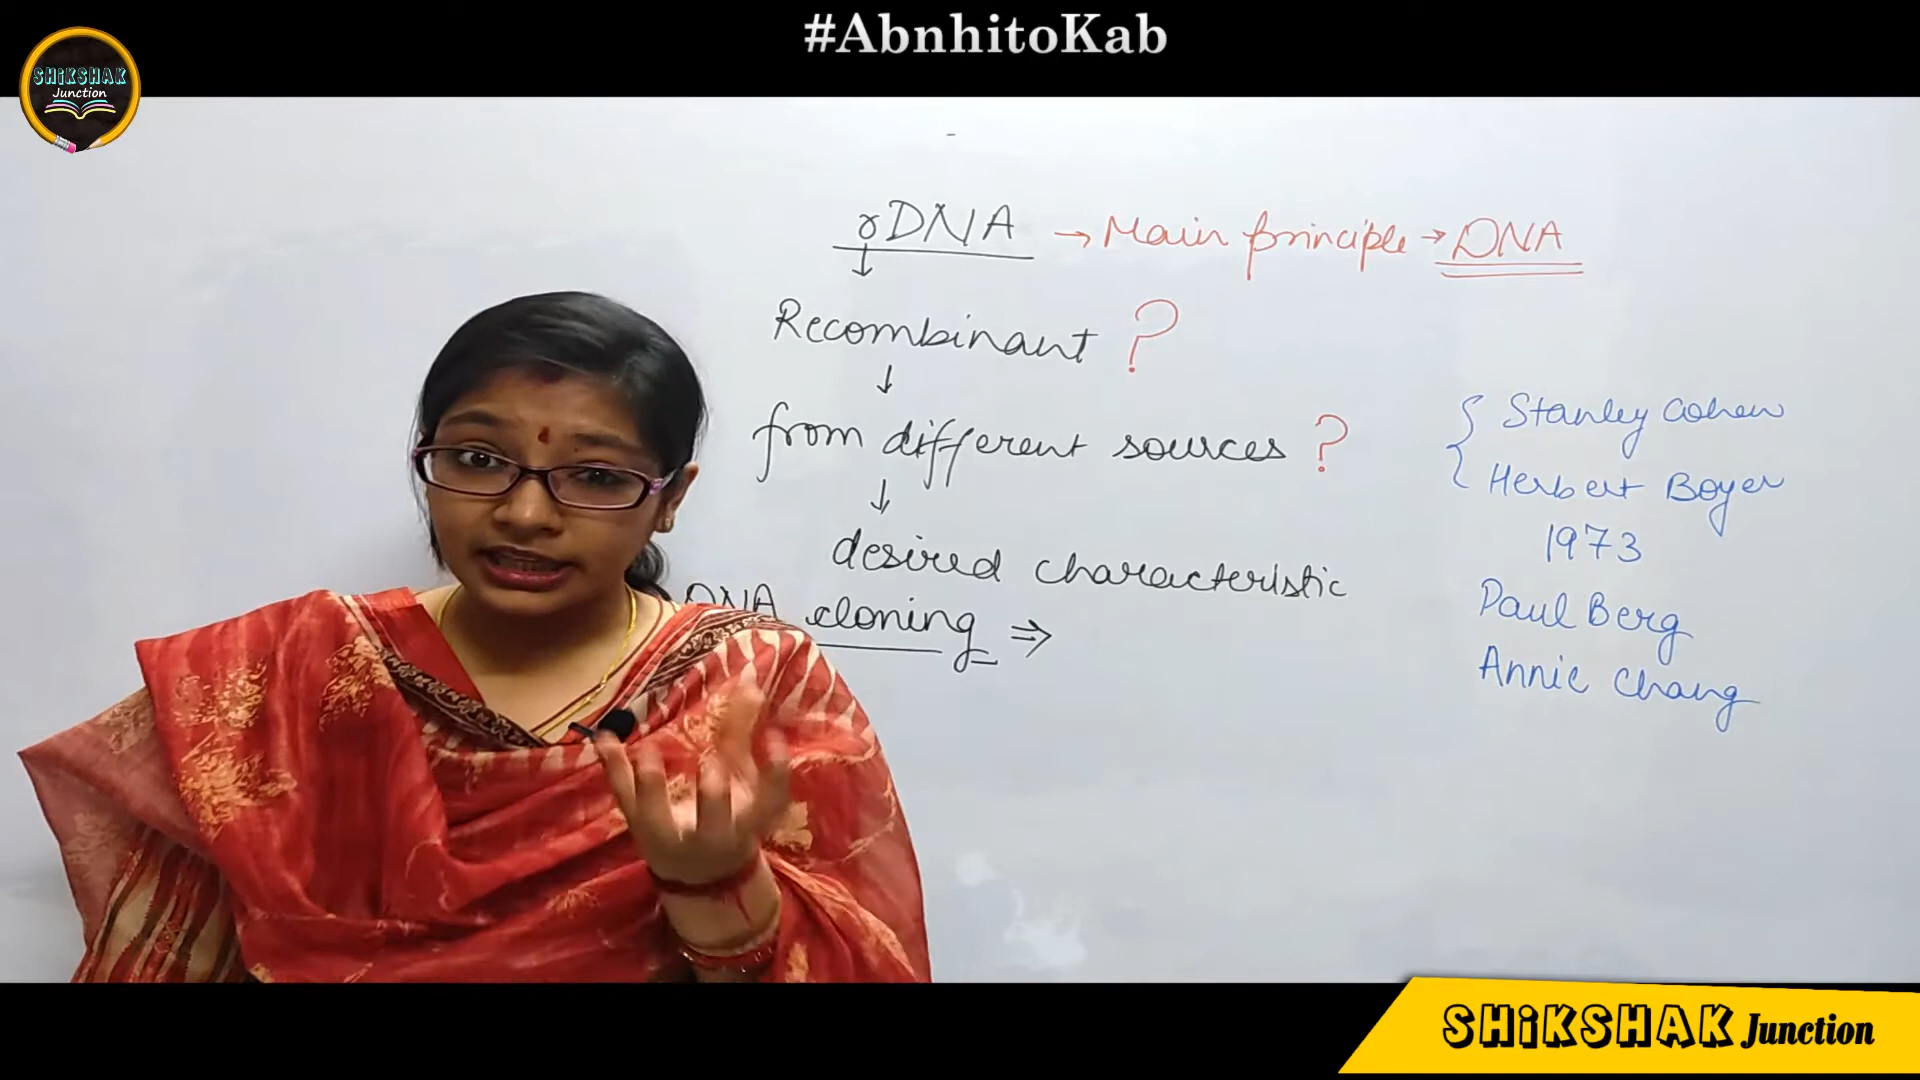 #AbnhitoKab
SHiKSHAK
Junction
rDNA → Main principle → DNA
↓
Recombinant ?
↓
from different sources ?
↓
desired characteristic
DNA cloning ⇒
{ Stanley Cohen
Herbert Boyer
1973
Paul Berg
Annie Chang
SHiKSHAK Junction